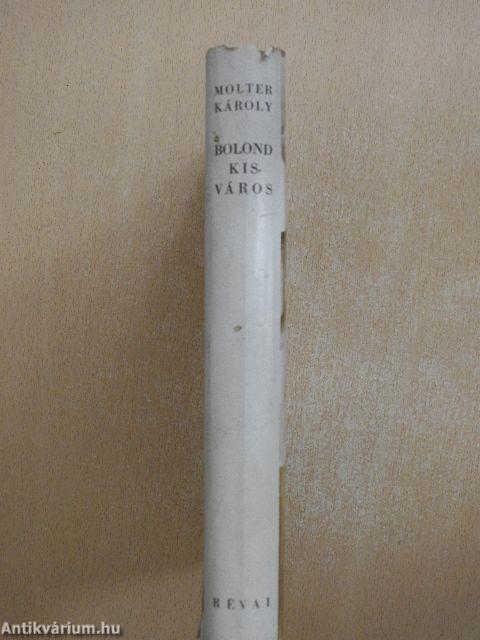 MOLTER
KÁROLY
BOLOND
KIS-
VÁROS
RÉVAI
Antikvárium.hu